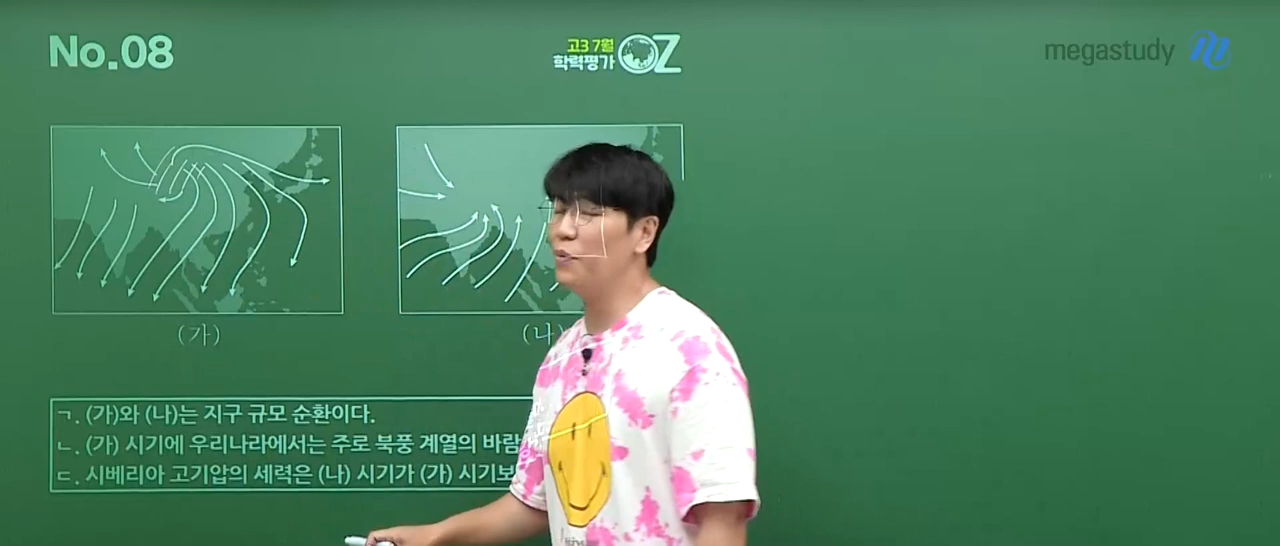 No.08
고3 7월
학력평가 OZ
megastudy
(가)
(나)
ㄱ. (가)와 (나)는 지구 규모 순환이다.
ㄴ. (가) 시기에 우리나라에서는 주로 북풍 계열의 바람
ㄷ. 시베리아 고기압의 세력은 (나) 시기가 (가) 시기보